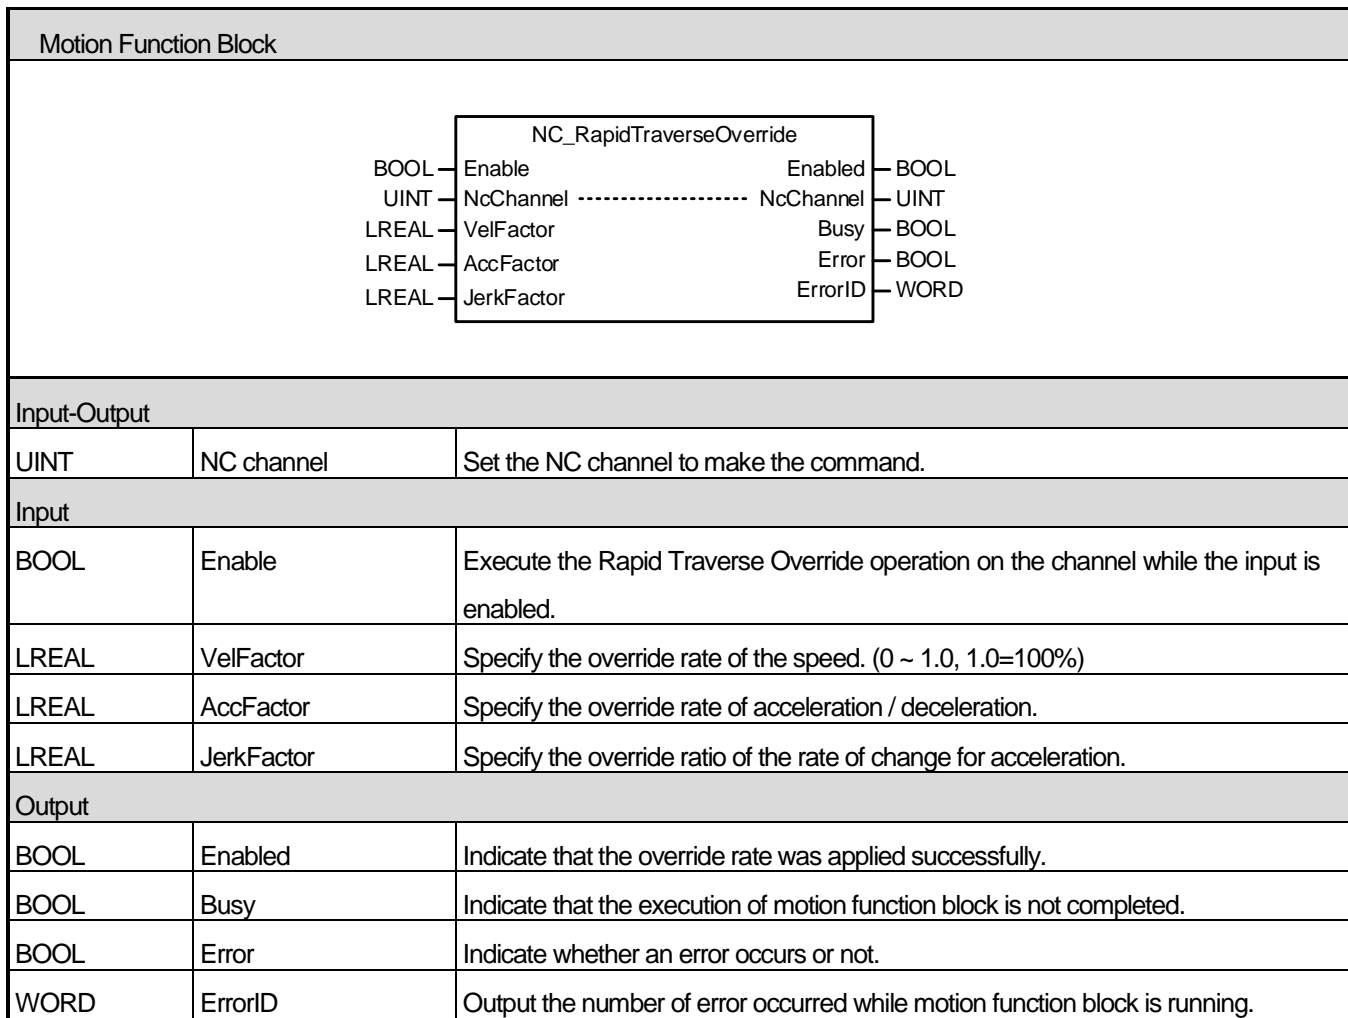 Motion Function Block
NC_RapidTraverseOverride
BOOL Enable Enabled BOOL
UINT NcChannel NcChannel UINT
LREAL VelFactor Busy BOOL
LREAL AccFactor Error BOOL
LREAL JerkFactor ErrorID WORD
Input-Output
UINT NC channel Set the NC channel to make the command.
Input
BOOL Enable Execute the Rapid Traverse Override operation on the channel while the input is
enabled.
LREAL VelFactor Specify the override rate of the speed. (0 ~ 1.0, 1.0=100%)
LREAL AccFactor Specify the override rate of acceleration / deceleration.
LREAL JerkFactor Specify the override ratio of the rate of change for acceleration.
Output
BOOL Enabled Indicate that the override rate was applied successfully.
BOOL Busy Indicate that the execution of motion function block is not completed.
BOOL Error Indicate whether an error occurs or not.
WORD ErrorID Output the number of error occurred while motion function block is running.